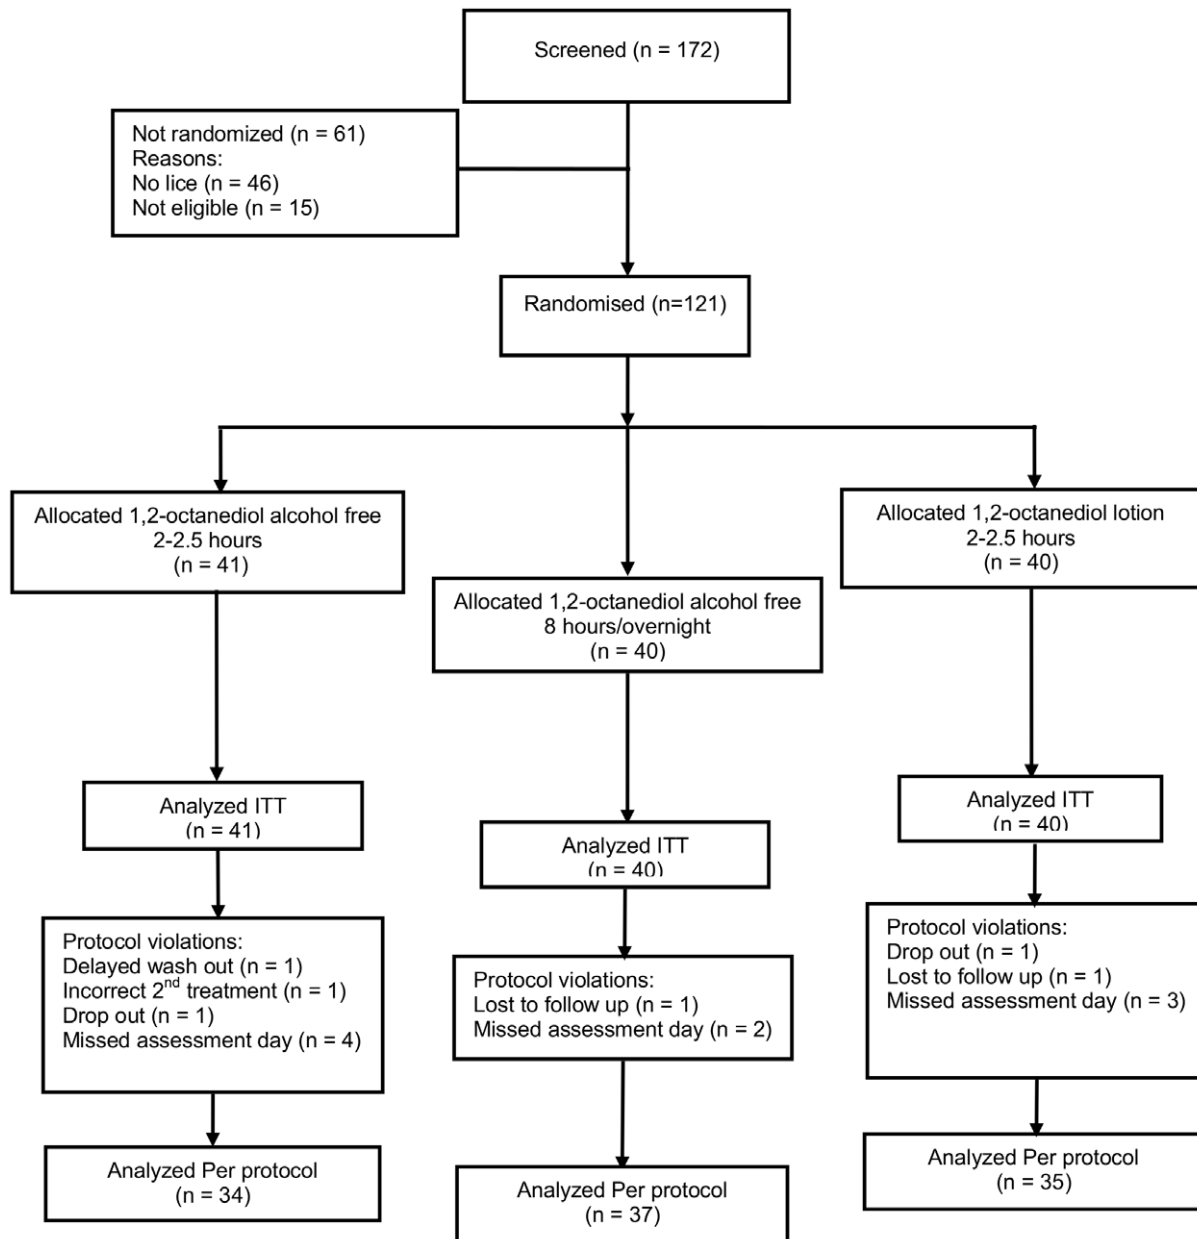 Screened (n = 172)
Not randomized (n = 61)
Reasons:
No lice (n = 46)
Not eligible (n = 15)
Randomised (n=121)
Allocated 1,2-octanediol alcohol free
2-2.5 hours
(n = 41)
Allocated 1,2-octanediol alcohol free
8 hours/overnight
(n = 40)
Allocated 1,2-octanediol lotion
2-2.5 hours
(n = 40)
Analyzed ITT
(n = 41)
Analyzed ITT
(n = 40)
Analyzed ITT
(n = 40)
Protocol violations:
Delayed wash out (n = 1)
Incorrect 2nd treatment (n = 1)
Drop out (n = 1)
Missed assessment day (n = 4)
Protocol violations:
Lost to follow up (n = 1)
Missed assessment day (n = 2)
Protocol violations:
Drop out (n = 1)
Lost to follow up (n = 1)
Missed assessment day (n = 3)
Analyzed Per protocol
(n = 34)
Analyzed Per protocol
(n = 37)
Analyzed Per protocol
(n = 35)